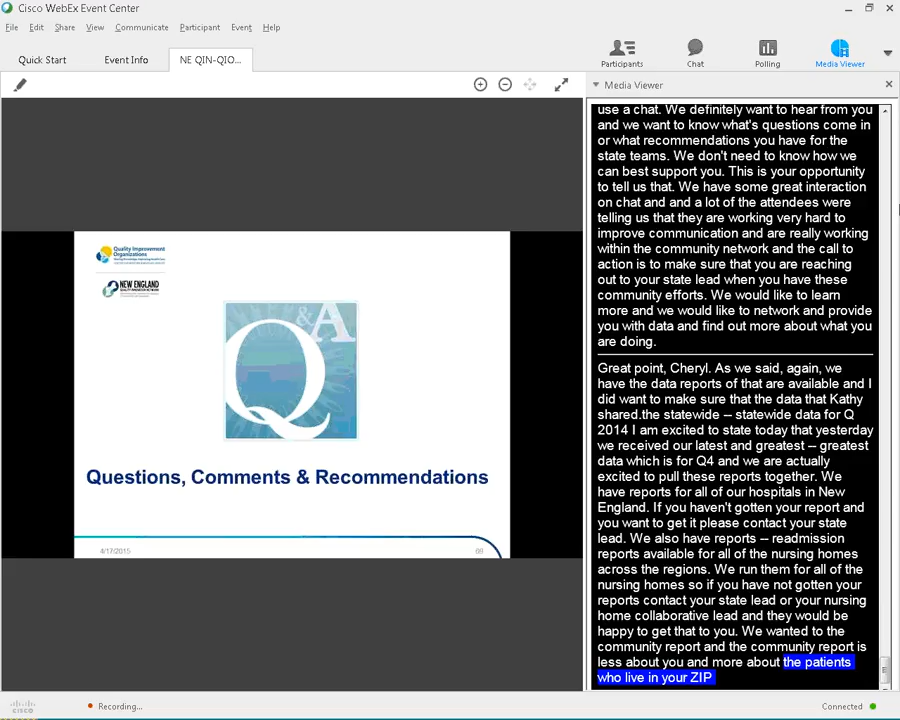 Cisco WebEx Event Center
File Edit Share View Communicate Participant Event Help
Quick Start Event Info NE QIN-QIO...
Participants Chat Polling Media Viewer
Media Viewer
use a chat. We definitely want to hear from you
and we want to know what's questions come in
or what recommendations you have for the
state teams. We don't need to know how we
can best support you. This is your opportunity
to tell us that. We have some great interaction
on chat and and a lot of the attendees were
telling us that they are working very hard to
improve communication and are really working
within the community network and the call to
action is to make sure that you are reaching
out to your state lead when you have these
community efforts. We would like to learn
more and we would like to network and provide
you with data and find out more about what you
are doing.
Great point, Cheryl. As we said, again, we
have the data reports of that are available and I
did want to make sure that the data that Kathy
shared.the statewide -- statewide data for Q
2014 I am excited to state today that yesterday
we received our latest and greatest -- greatest
data which is for Q4 and we are actually
excited to pull these reports together. We
have reports for all of our hospitals in New
England. If you haven't gotten your report and
you want to get it please contact your state
lead. We also have reports -- readmission
reports available for all of the nursing homes
across the regions. We run them for all of the
nursing homes so if you have not gotten your
reports contact your state lead or your nursing
home collaborative lead and they would be
happy to get that to you. We wanted to the
community report and the community report is
less about you and more about the patients
who live in your ZIP
Quality Improvement
Organizations
NEW ENGLAND
Q&A
Questions, Comments & Recommendations
4/17/2015
CISCO
Recording...
Connected